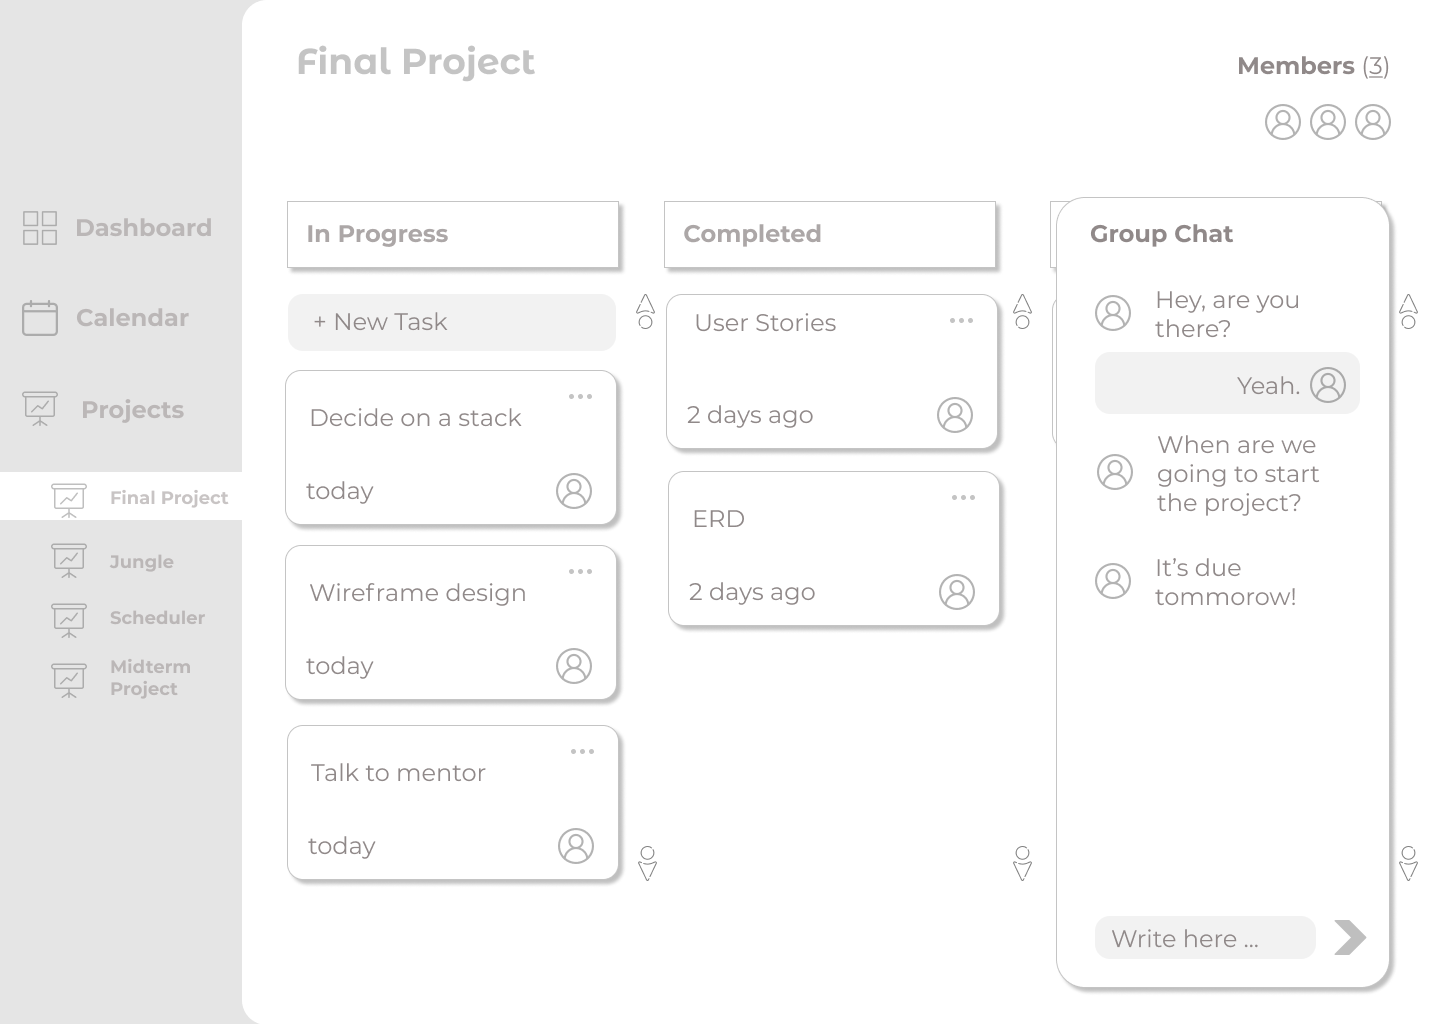 Final Project
Members (3)
Dashboard
Calendar
Projects
Final Project
Jungle
Scheduler
Midterm
Project
In Progress
+ New Task
Decide on a stack
today
Wireframe design
today
Talk to mentor
today
Completed
User Stories
2 days ago
ERD
2 days ago
Group Chat
Hey, are you
there?
Yeah.
When are we
going to start
the project?
It’s due
tommorow!
Write here ...